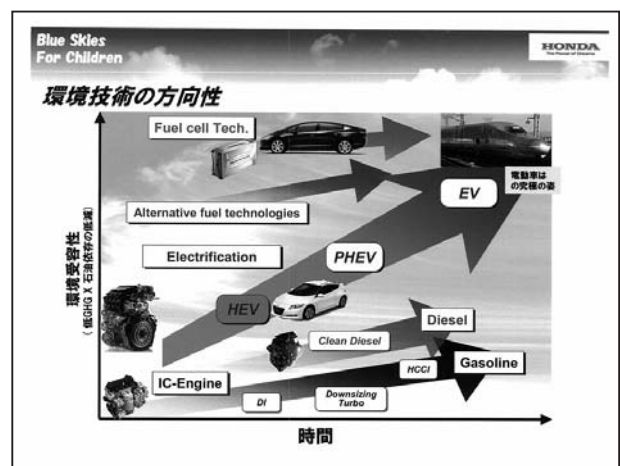 Blue Skies
For Children
HONDA
The Power of Dreams
環境技術の方向性
Fuel cell Tech.
電動車は
の究極の姿
EV
Alternative fuel technologies
Electrification
PHEV
環境受容性
(低GHG X 石油依存の低減)
HEV
Diesel
Clean Diesel
Gasoline
HCCI
IC-Engine
DI
Downsizing
Turbo
時間